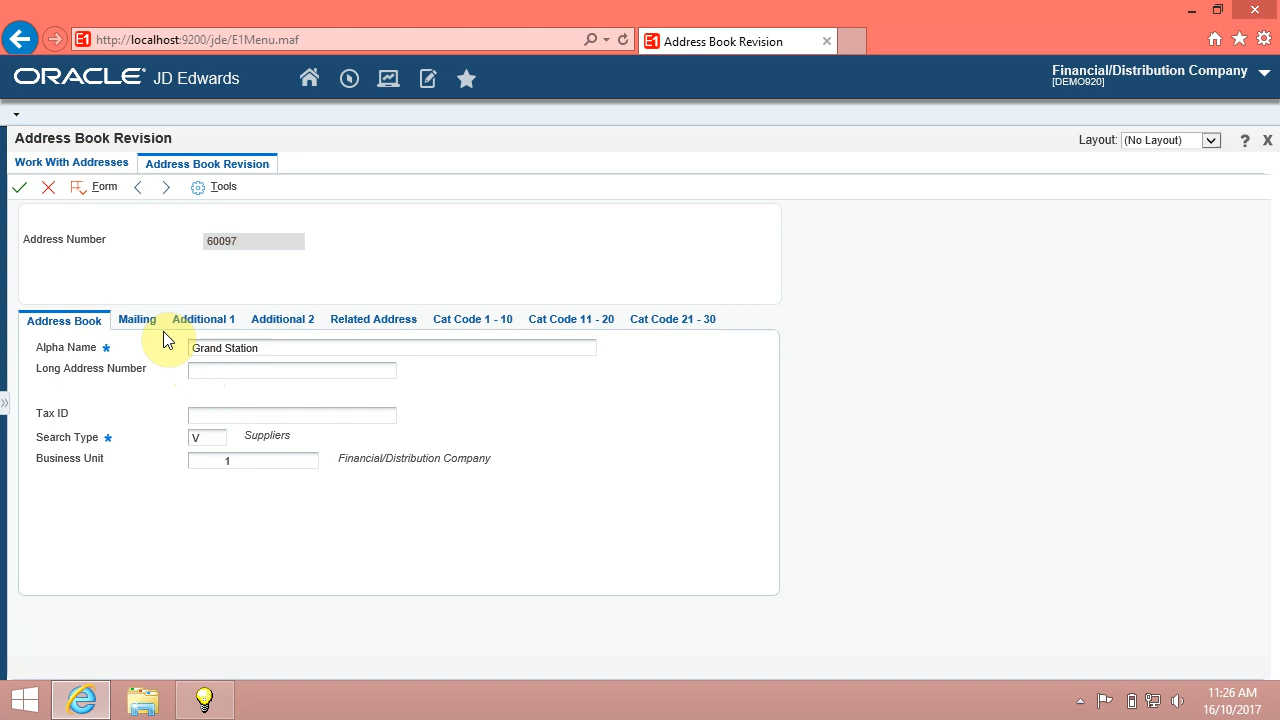 http://localhost:9200/jde/E1Menu.maf
E1 Address Book Revision
ORACLE JD Edwards
Financial/Distribution Company
[DEMO920]
Address Book Revision
Layout: (No Layout) ? X
Work With Addresses Address Book Revision
Form Tools
Address Number 60097
Address Book Mailing Additional 1 Additional 2 Related Address Cat Code 1 - 10 Cat Code 11 - 20 Cat Code 21 - 30
Alpha Name * Grand Station
Long Address Number
Tax ID
Search Type * V Suppliers
Business Unit 1 Financial/Distribution Company
11:26 AM
16/10/2017